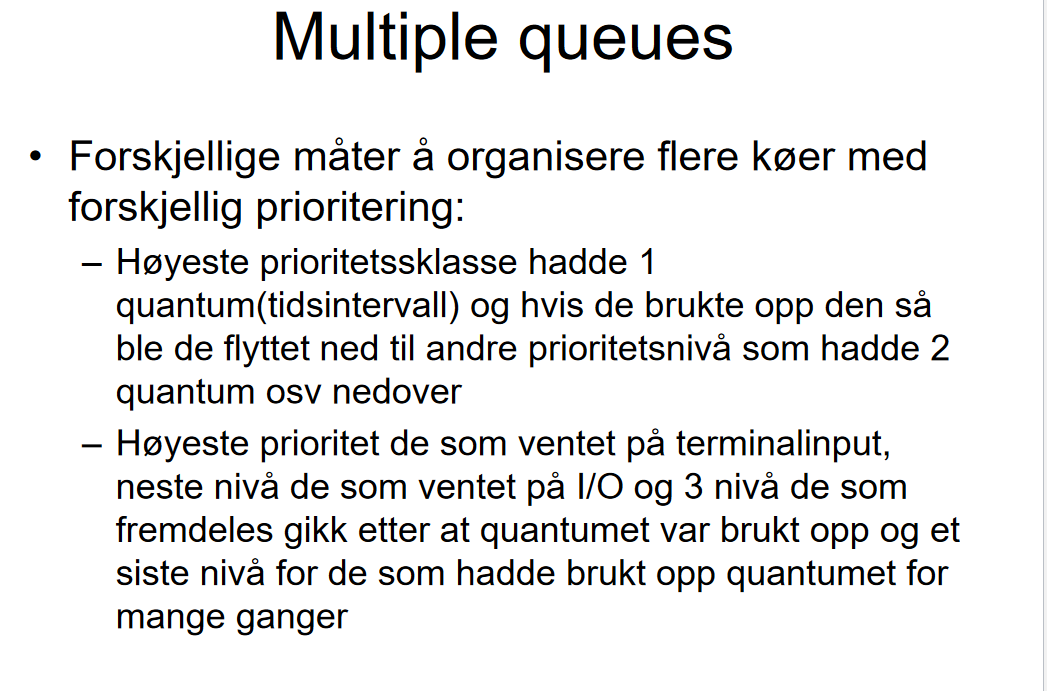 Multiple queues
• Forskjellige måter å organisere flere køer med
forskjellig prioritering:
– Høyeste prioritetssklasse hadde 1
quantum(tidsintervall) og hvis de brukte opp den så
ble de flyttet ned til andre prioritetsnivå som hadde 2
quantum osv nedover
– Høyeste prioritet de som ventet på terminalinput,
neste nivå de som ventet på I/O og 3 nivå de som
fremdeles gikk etter at quantumet var brukt opp og et
siste nivå for de som hadde brukt opp quantumet for
mange ganger